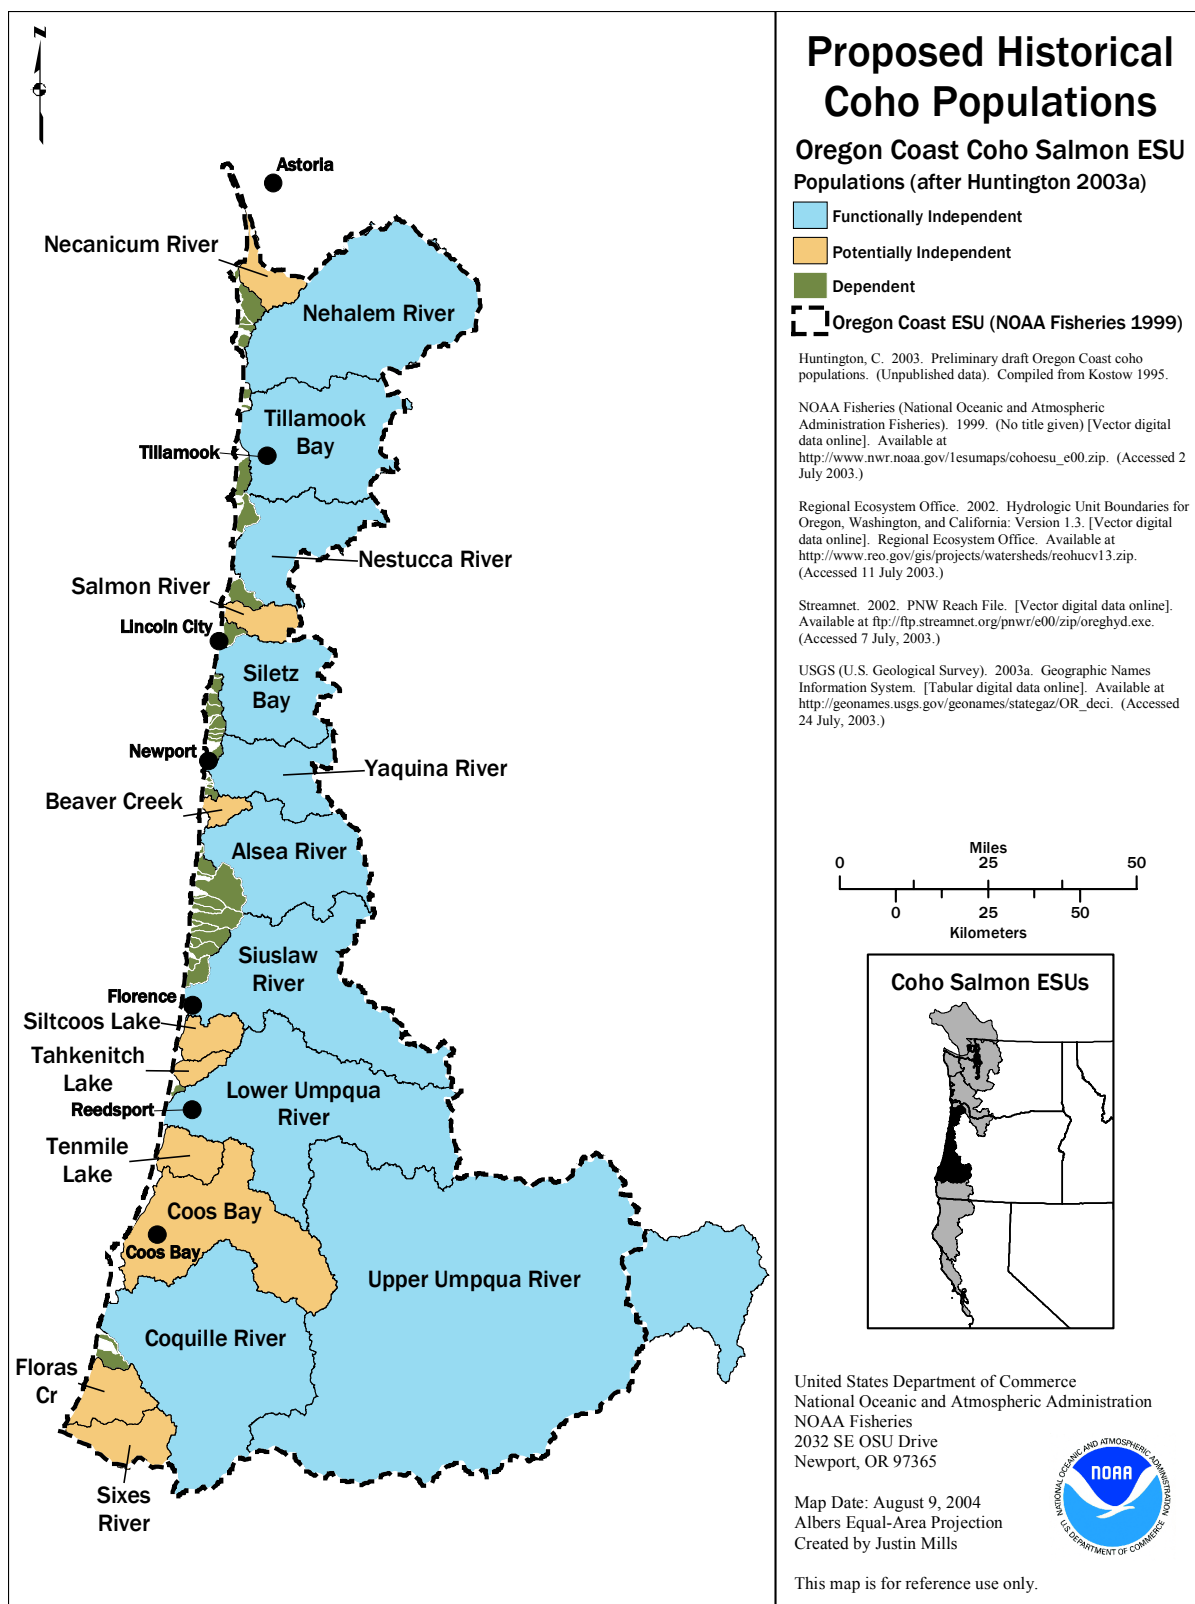 N
Astoria
Necanicum River
Nehalem River
Tillamook
Bay
Tillamook
Nestucca River
Salmon River
Lincoln City
Siletz
Bay
Newport
Yaquina River
Beaver Creek
Alsea River
Siuslaw
River
Florence
Siltcoos Lake
Tahkenitch
Lake
Lower Umpqua
River
Reedsport
Tenmile
Lake
Coos Bay
Coos Bay
Upper Umpqua River
Coquille River
Floras
Cr
Sixes
River
Proposed Historical
Coho Populations
Oregon Coast Coho Salmon ESU
Populations (after Huntington 2003a)
Functionally Independent
Potentially Independent
Dependent
Oregon Coast ESU (NOAA Fisheries 1999)
Huntington, C. 2003. Preliminary draft Oregon Coast coho
populations. (Unpublished data). Compiled from Kostow 1995.
NOAA Fisheries (National Oceanic and Atmospheric
Administration Fisheries). 1999. (No title given) [Vector digital
data online]. Available at
http://www.nwr.noaa.gov/1esumaps/cohoesu_e00.zip. (Accessed 2
July 2003.)
Regional Ecosystem Office. 2002. Hydrologic Unit Boundaries for
Oregon, Washington, and California: Version 1.3. [Vector digital
data online]. Regional Ecosystem Office. Available at
http://www.reo.gov/gis/projects/watersheds/reohucv13.zip.
(Accessed 11 July 2003.)
Streamnet. 2002. PNW Reach File. [Vector digital data online].
Available at ftp://ftp.streamnet.org/pnwr/e00/zip/oreghyd.exe.
(Accessed 7 July, 2003.)
USGS (U.S. Geological Survey). 2003a. Geographic Names
Information System. [Tabular digital data online]. Available at
http://geonames.usgs.gov/geonames/stategaz/OR_deci. (Accessed
24 July, 2003.)
Miles
0 25 50
0 25 50
Kilometers
Coho Salmon ESUs
United States Department of Commerce
National Oceanic and Atmospheric Administration
NOAA Fisheries
2032 SE OSU Drive
Newport, OR 97365
Map Date: August 9, 2004
Albers Equal-Area Projection
Created by Justin Mills
NATIONAL OCEANIC AND ATMOSPHERIC ADMINISTRATION
NOAA
U.S. DEPARTMENT OF COMMERCE
This map is for reference use only.